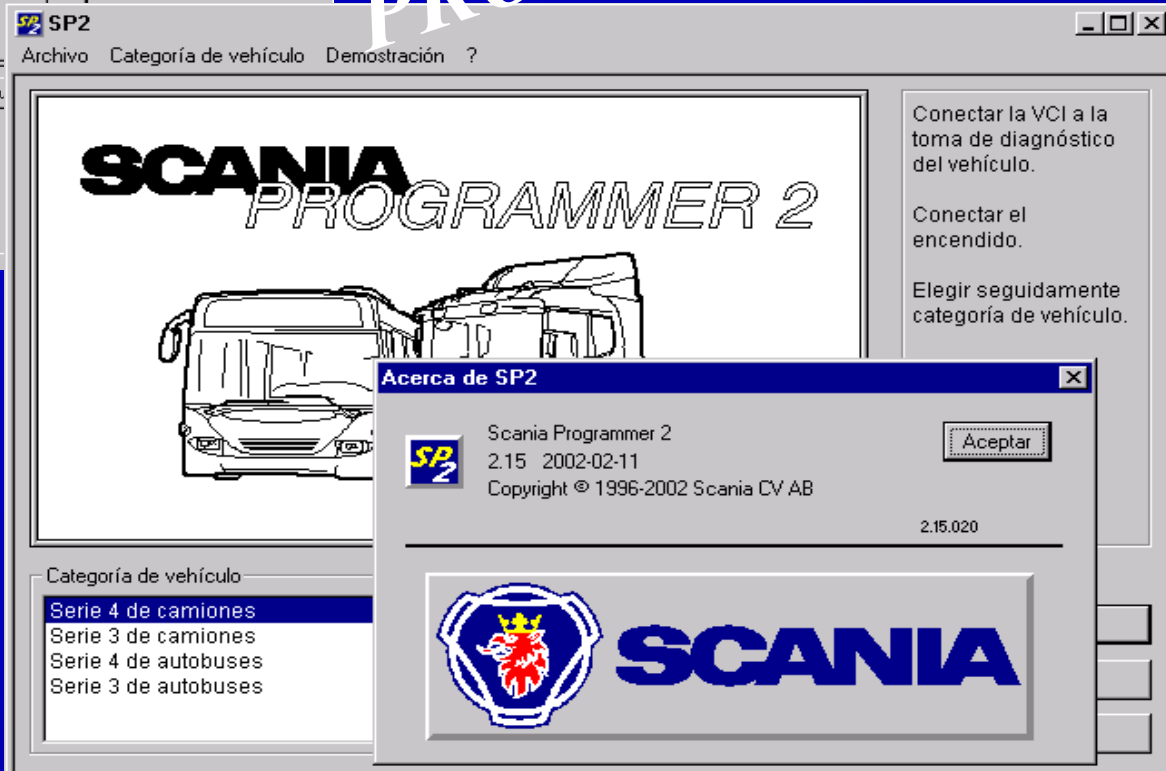 PRO
SP2
SP2
Archivo Categoría de vehículo Demostración ?
SCANIA
PROGRAMMER 2
Conectar la VCI a la
toma de diagnóstico
del vehículo.
Conectar el
encendido.
Elegir seguidamente
categoría de vehículo.
Acerca de SP2
SP2
Scania Programmer 2
2.15 2002-02-11
Copyright © 1996-2002 Scania CV AB
Aceptar
2.15.020
SCANIA
Categoría de vehículo
Serie 4 de camiones
Serie 3 de camiones
Serie 4 de autobuses
Serie 3 de autobuses